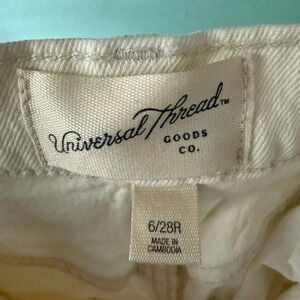 Universal Thread™
GOODS
CO.
6/28R
MADE IN
CAMBODIA